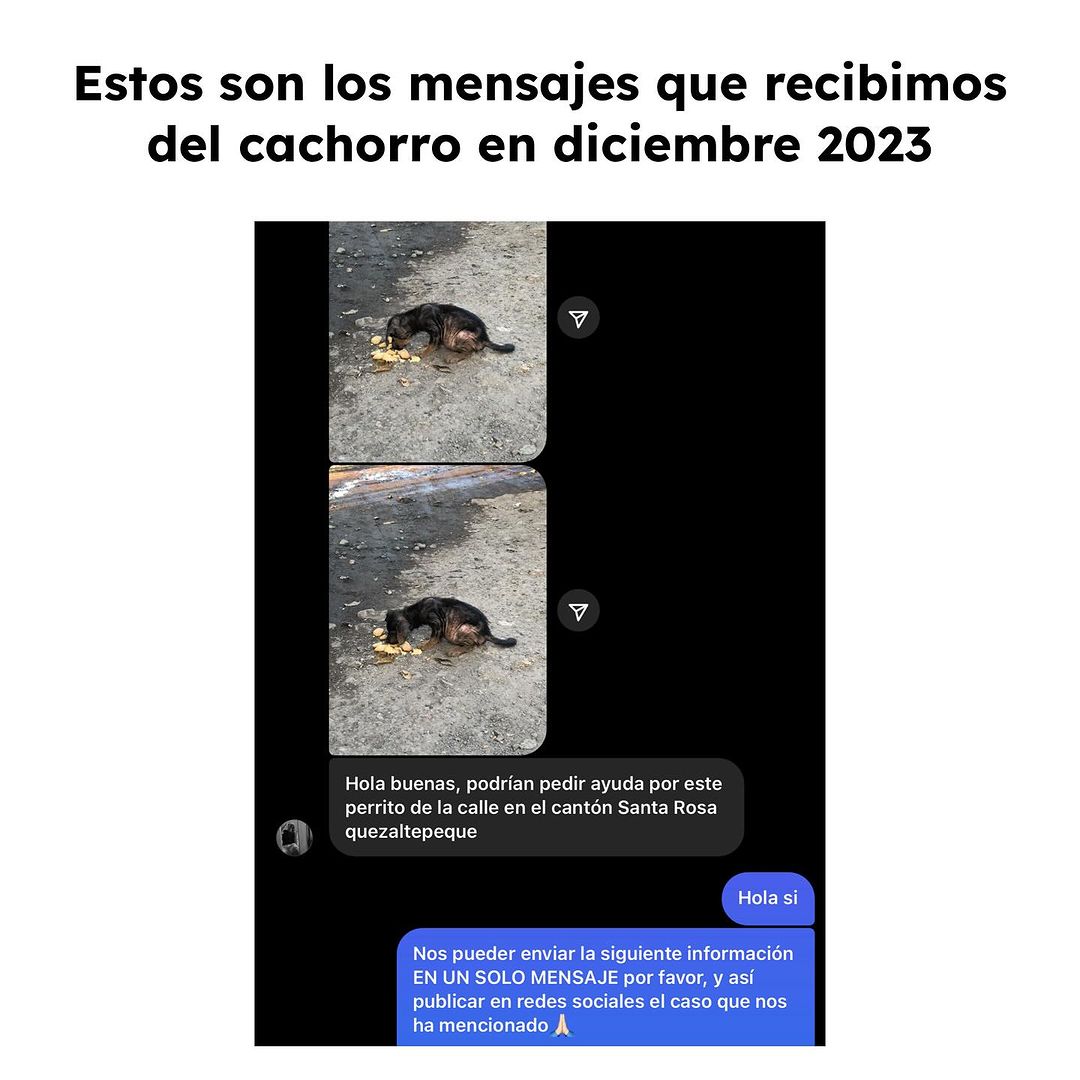 Estos son los mensajes que recibimos
del cachorro en diciembre 2023
Hola buenas, podrían pedir ayuda por este
perrito de la calle en el cantón Santa Rosa
quezaltepeque
Hola si
Nos pueder enviar la siguiente información
EN UN SOLO MENSAJE por favor, y así
publicar en redes sociales el caso que nos
ha mencionado🙏🏻